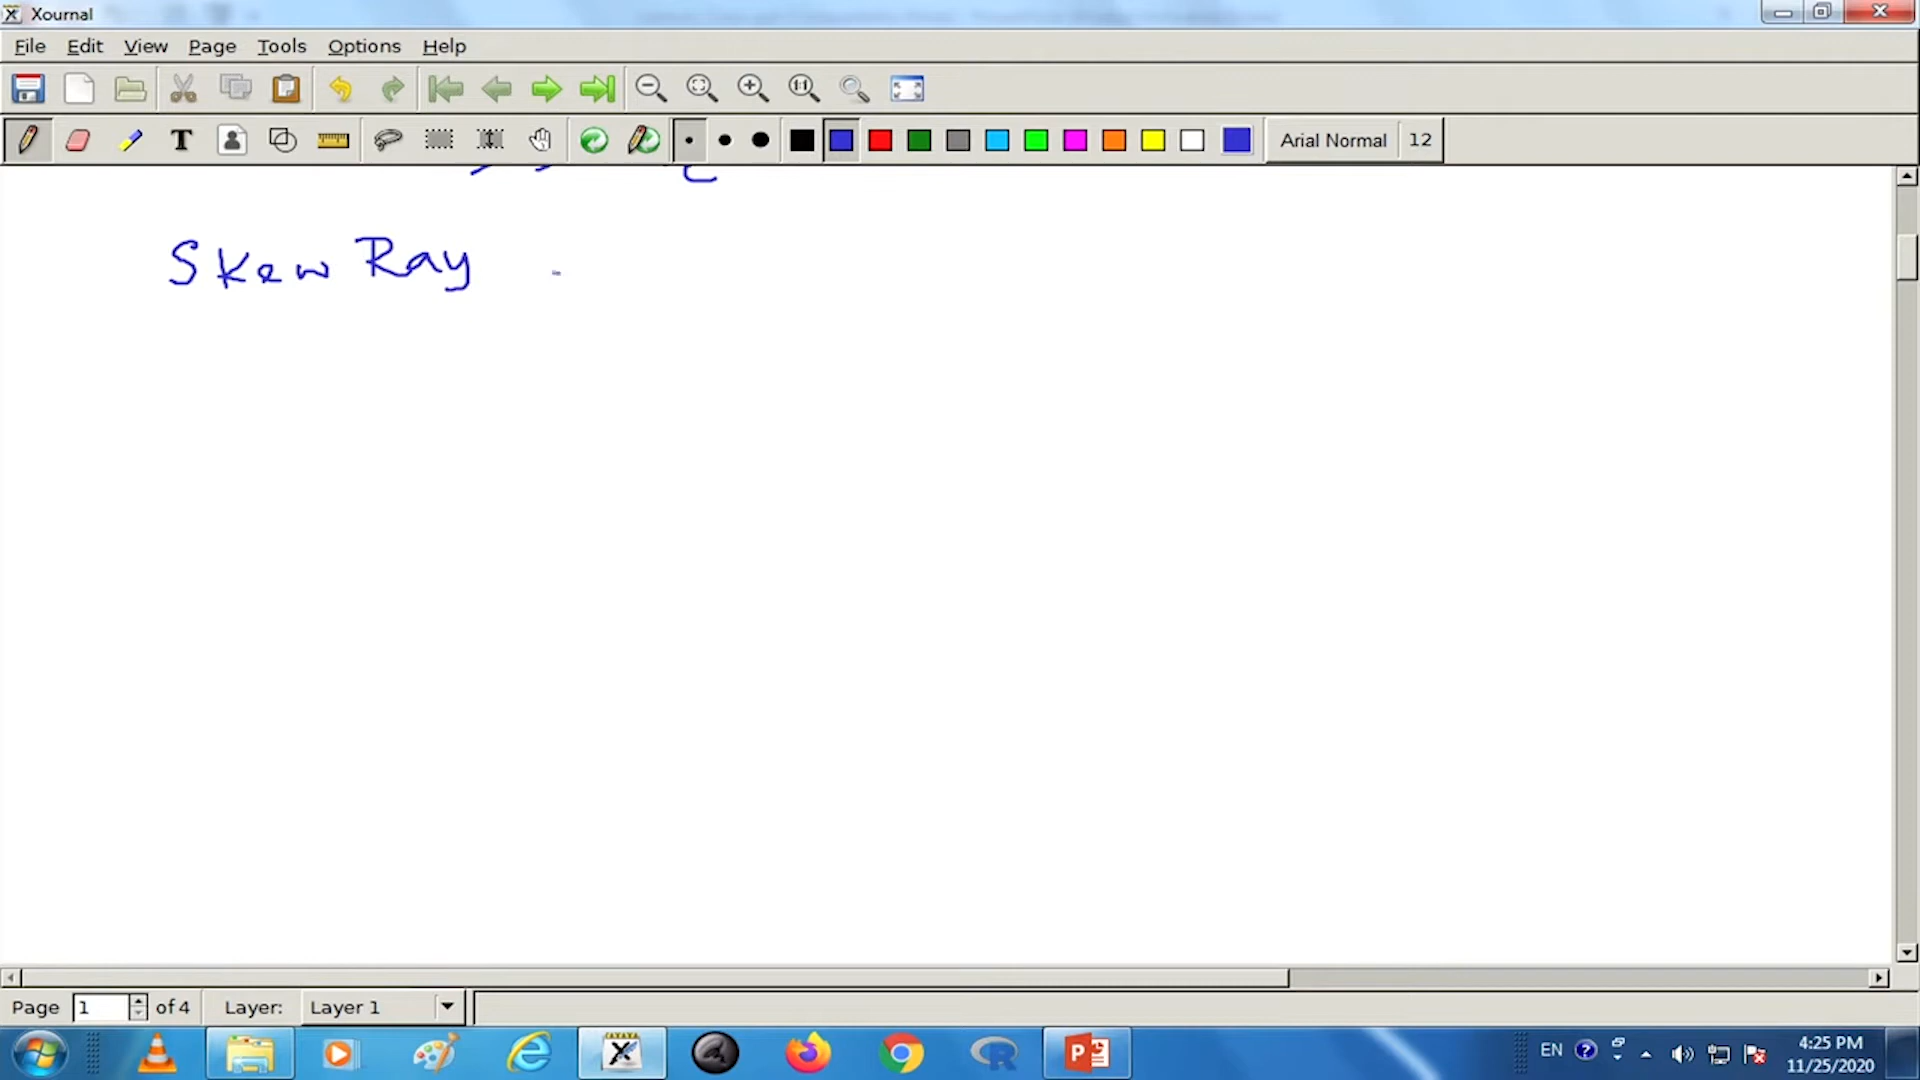 Xournal
File Edit View Page Tools Options Help
Arial Normal 12
Skew Ray
Page 1 of 4 Layer: Layer 1
EN
4:25 PM
11/25/2020